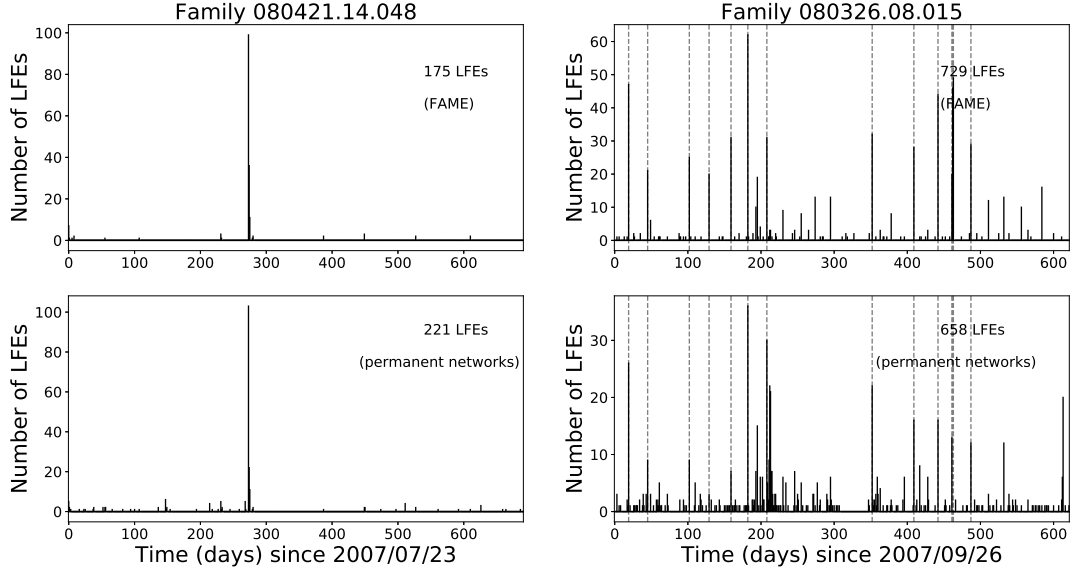 Family 080421.14.048
Number of LFEs
100
80
60
40
20
0
175 LFEs
(FAME)
0 100 200 300 400 500 600
Family 080326.08.015
Number of LFEs
60
50
40
30
20
10
0
729 LFEs
(FAME)
0 100 200 300 400 500 600
Number of LFEs
100
80
60
40
20
0
221 LFEs
(permanent networks)
0 100 200 300 400 500 600
Time (days) since 2007/07/23
Number of LFEs
30
20
10
0
658 LFEs
(permanent networks)
0 100 200 300 400 500 600
Time (days) since 2007/09/26